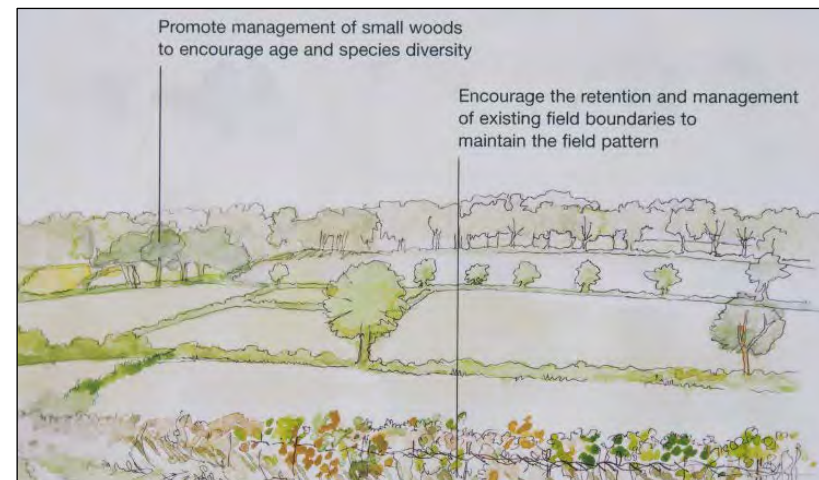 Promote management of small woods
to encourage age and species diversity
Encourage the retention and management
of existing field boundaries to
maintain the field pattern